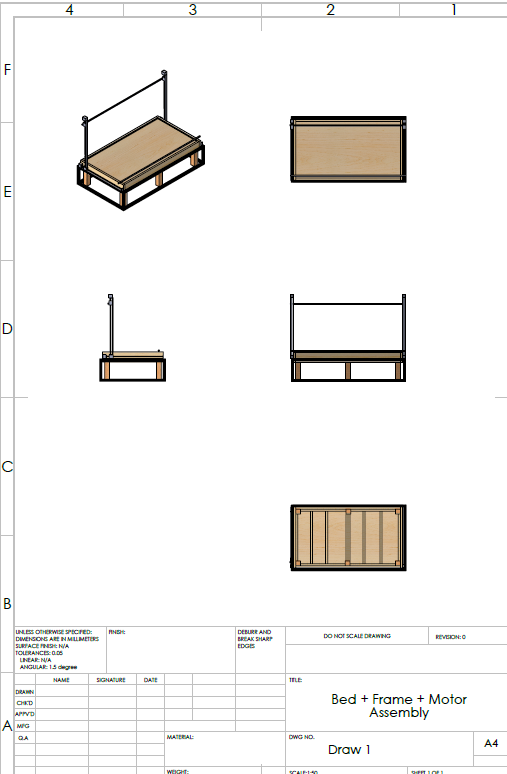 4 3 2 1
F
E
D
C
B
A
UNLESS OTHERWISE SPECIFIED:
DIMENSIONS ARE IN MILLIMETERS
SURFACE FINISH: N/A
TOLERANCES: 0.05
LINEAR: N/A
ANGULAR: 1.5 degree
FINISH:
DEBURR AND
BREAK SHARP
EDGES
DO NOT SCALE DRAWING
REVISION: 0
NAME SIGNATURE DATE
DRAWN
CHK'D
APPV'D
MFG
Q.A
TITLE:
Bed + Frame + Motor
Assembly
MATERIAL:
DWG NO.
Draw 1
A4
WEIGHT:
SCALE:1:50
SHEET 1 OF 1